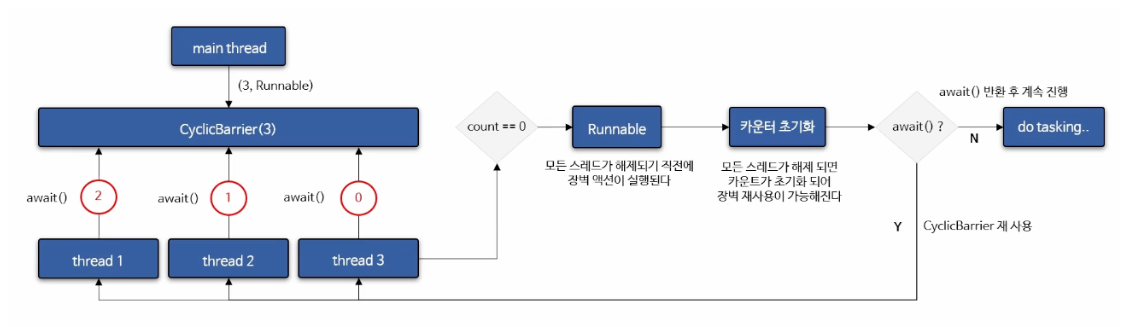 main thread
(3, Runnable)
CyclicBarrier(3)
await()
2
await()
1
await()
0
thread 1
thread 2
thread 3
count == 0
Runnable
모든 스레드가 해제되기 직전에
장벽 액션이 실행된다
카운터 초기화
모든 스레드가 해제 되면
카운트가 초기화 되어
장벽 재사용이 가능해진다
await() ?
N
await() 반환 후 계속 진행
do tasking..
Y
CyclicBarrier 재 사용